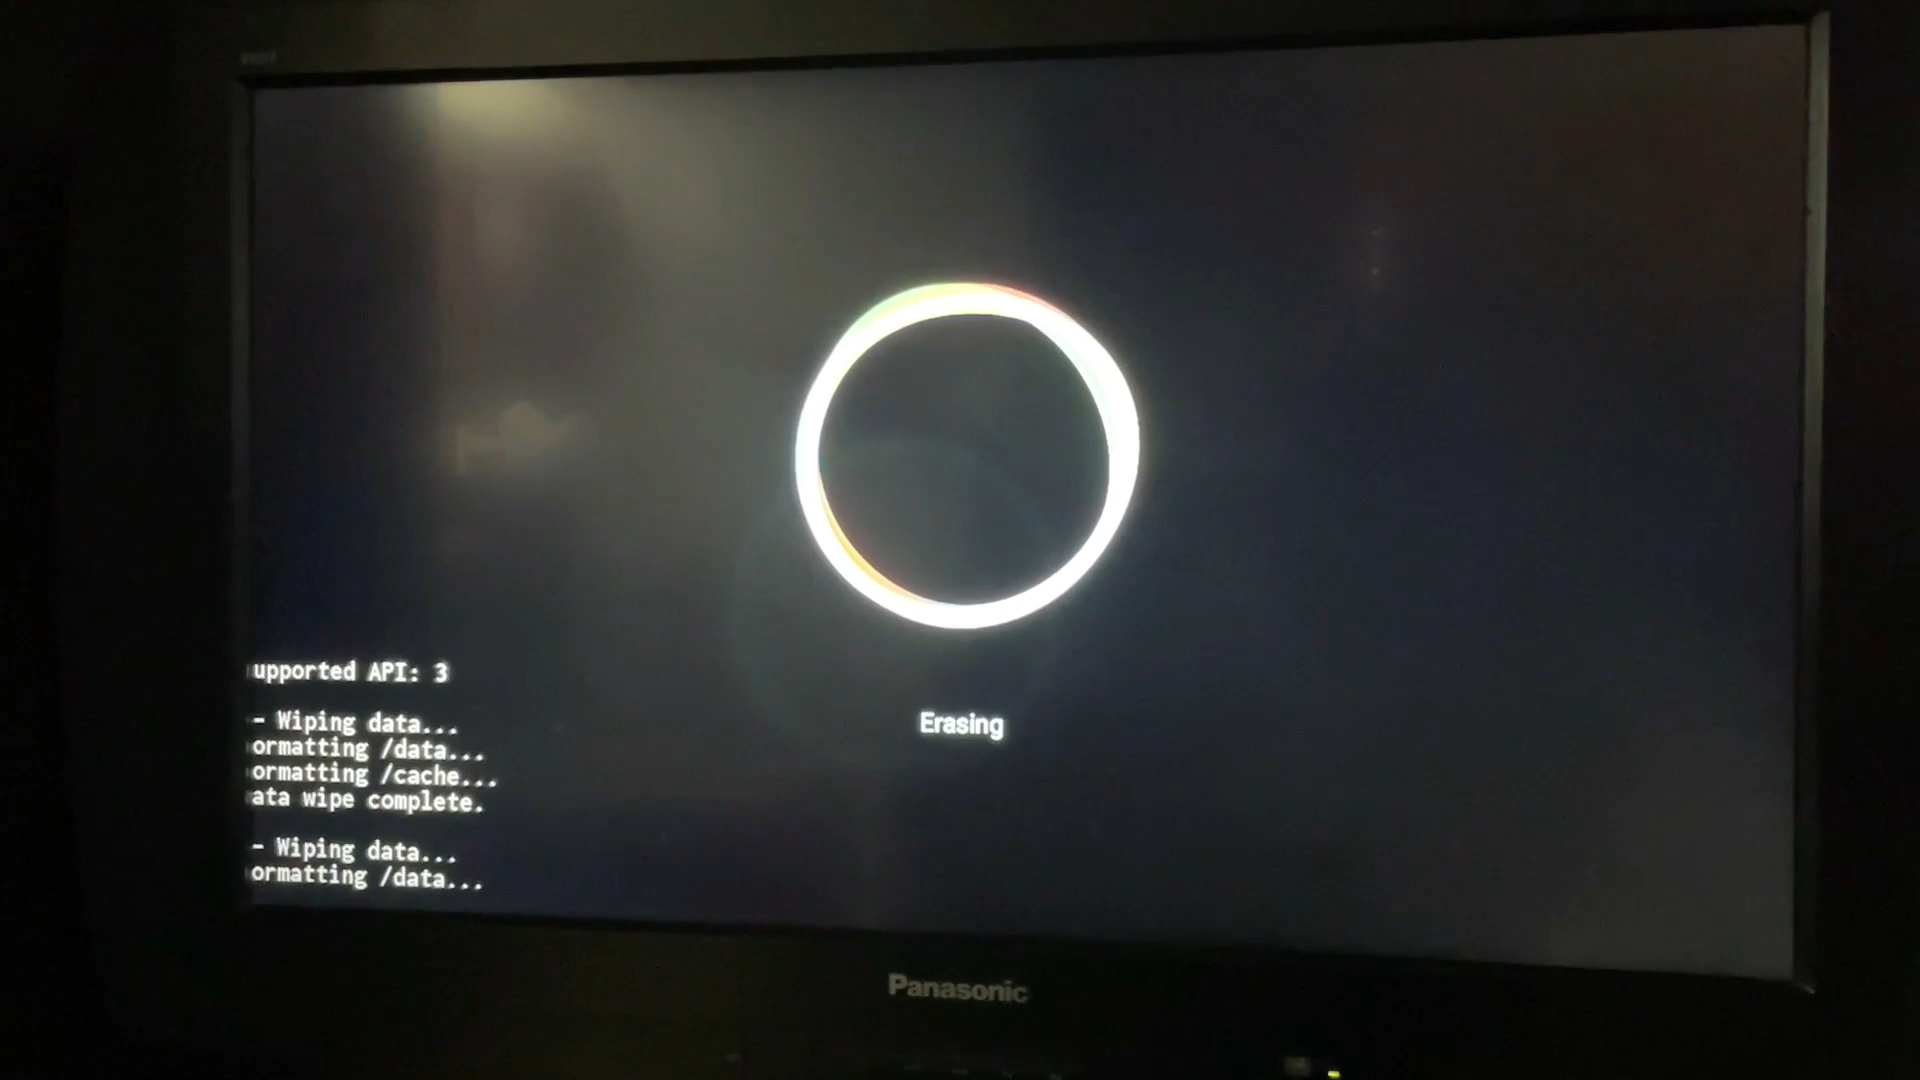 upported API: 3
- Wiping data...
ormatting /data...
ormatting /cache...
ata wipe complete.
- Wiping data...
ormatting /data...
Erasing
Panasonic